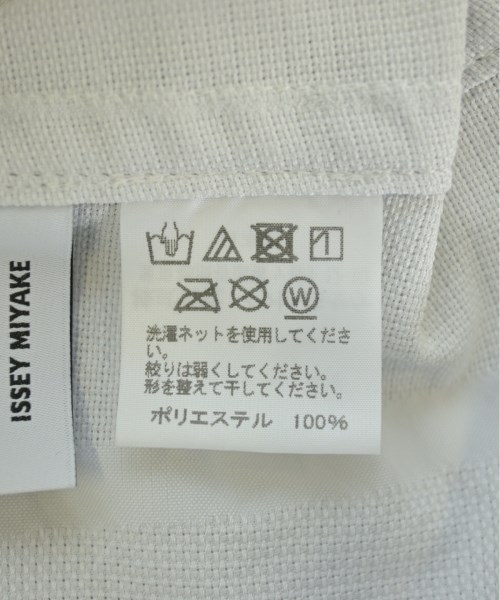 ISSEY MIYAKE
W
洗濯ネットを使用してくださ
い。
絞りは弱くしてください。
形を整えて干してください。
ポリエステル 100%